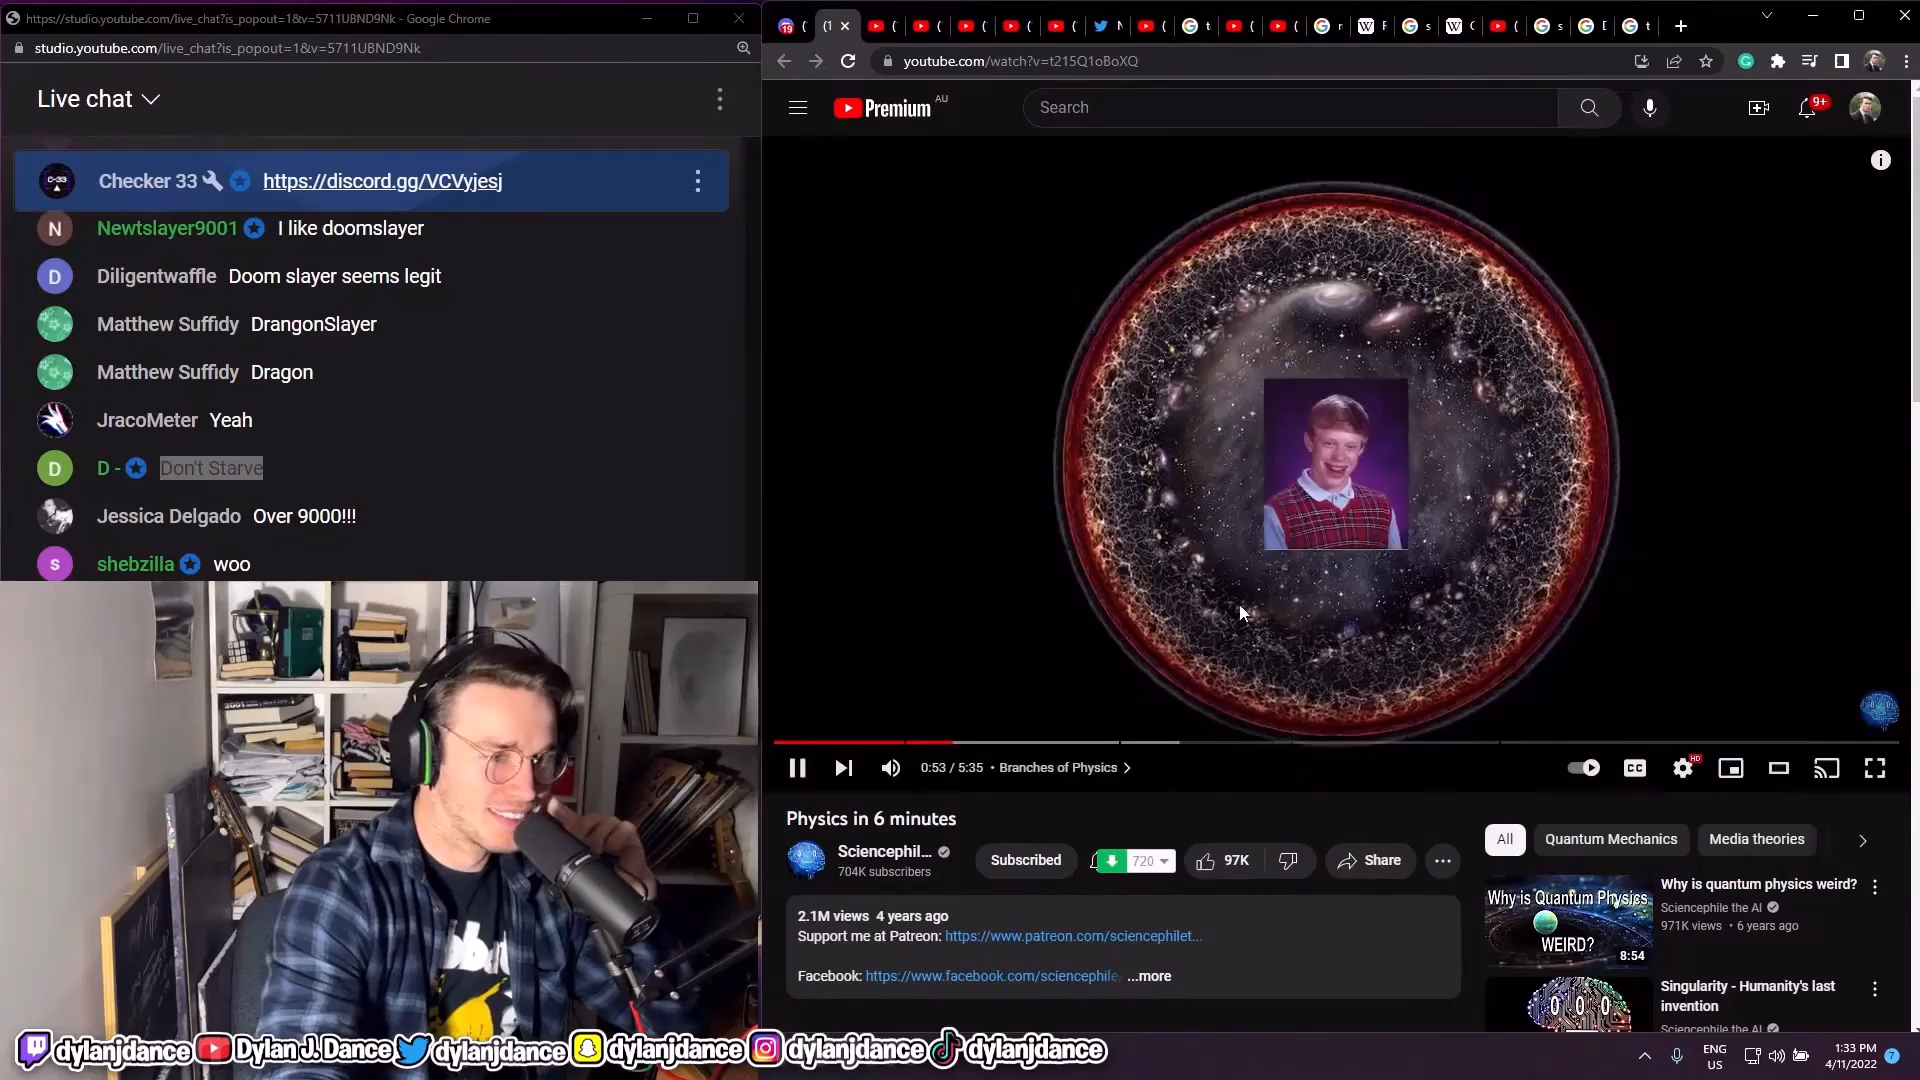 https://studio.youtube.com/live_chat?is_popout=1&v=5711UBND9Nk - Google Chrome
studio.youtube.com/live_chat?is_popout=1&v=5711UBND9Nk
Live chat
Checker 33 https://discord.gg/VCVyjesj
N Newtslayer9001 I like doomslayer
D Diligentwaffle Doom slayer seems legit
Matthew Suffidy DrangonSlayer
Matthew Suffidy Dragon
JracoMeter Yeah
D D - Don't Starve
Jessica Delgado Over 9000!!!
s shebzilla woo
19
youtube.com/watch?v=t215Q1oBoXQ
Premium AU
Search
9+
0:53 / 5:35 • Branches of Physics
CC
HD
Physics in 6 minutes
Sciencephil...
704K subscribers
Subscribed
720
97K
Share
2.1M views 4 years ago
Support me at Patreon: https://www.patreon.com/sciencephilet...
Facebook: https://www.facebook.com/sciencephile
...more
All
Quantum Mechanics
Media theories
Why is Quantum Physics
WEIRD?
8:54
Why is quantum physics weird?
Sciencephile the AI
971K views • 6 years ago
Singularity - Humanity's last
invention
Sciencephile the AI
dylanjdance Dylan J. Dance dylanjdance dylanjdance dylanjdance dylanjdance
ENG
US
1:33 PM
4/11/2022
7